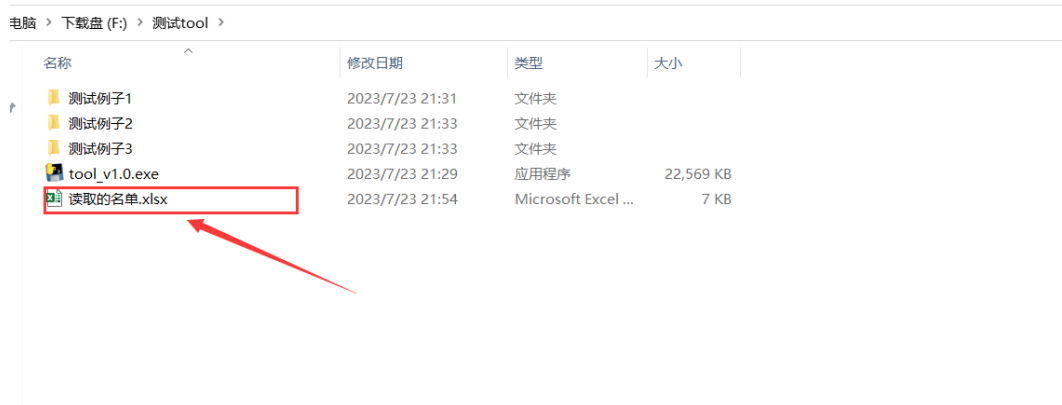 电脑 > 下载盘 (F:) > 测试tool >
名称 修改日期 类型 大小
测试例子1 2023/7/23 21:31 文件夹
测试例子2 2023/7/23 21:33 文件夹
测试例子3 2023/7/23 21:33 文件夹
tool_v1.0.exe 2023/7/23 21:29 应用程序 22,569 KB
读取的名单.xlsx 2023/7/23 21:54 Microsoft Excel ... 7 KB